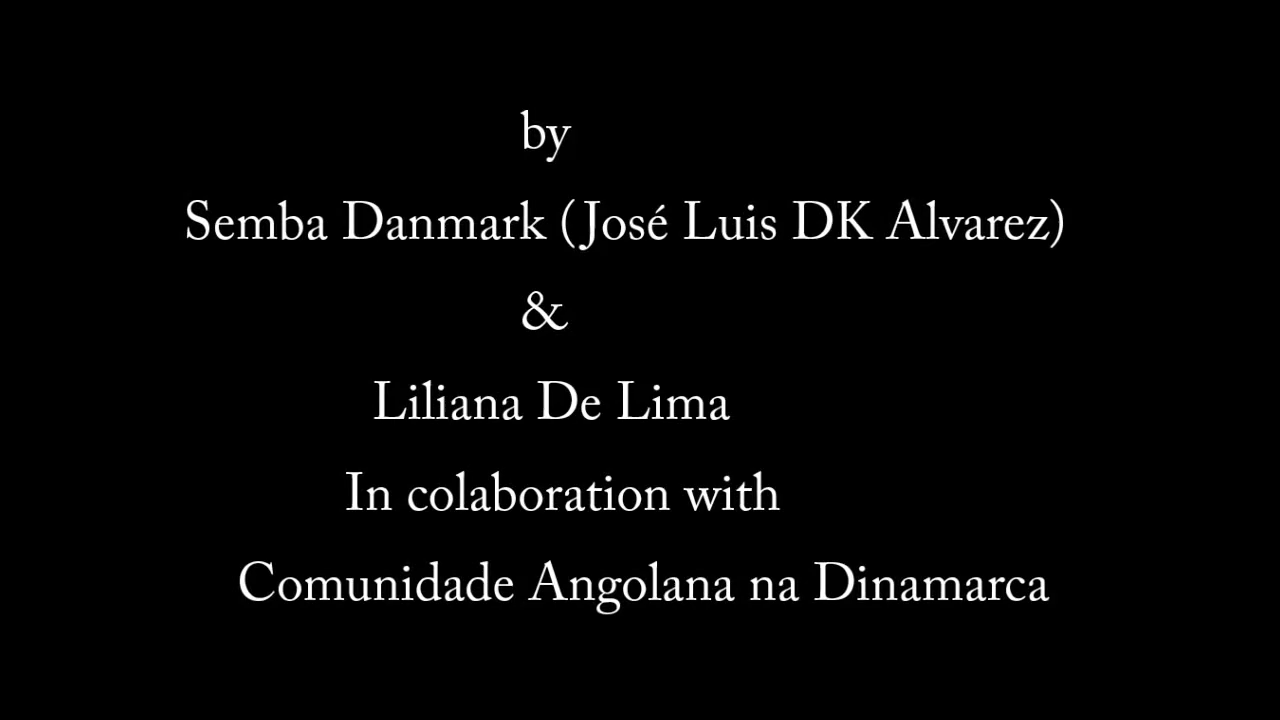 by
Semba Danmark (José Luis DK Alvarez)
&
Liliana De Lima
In colaboration with
Comunidade Angolana na Dinamarca